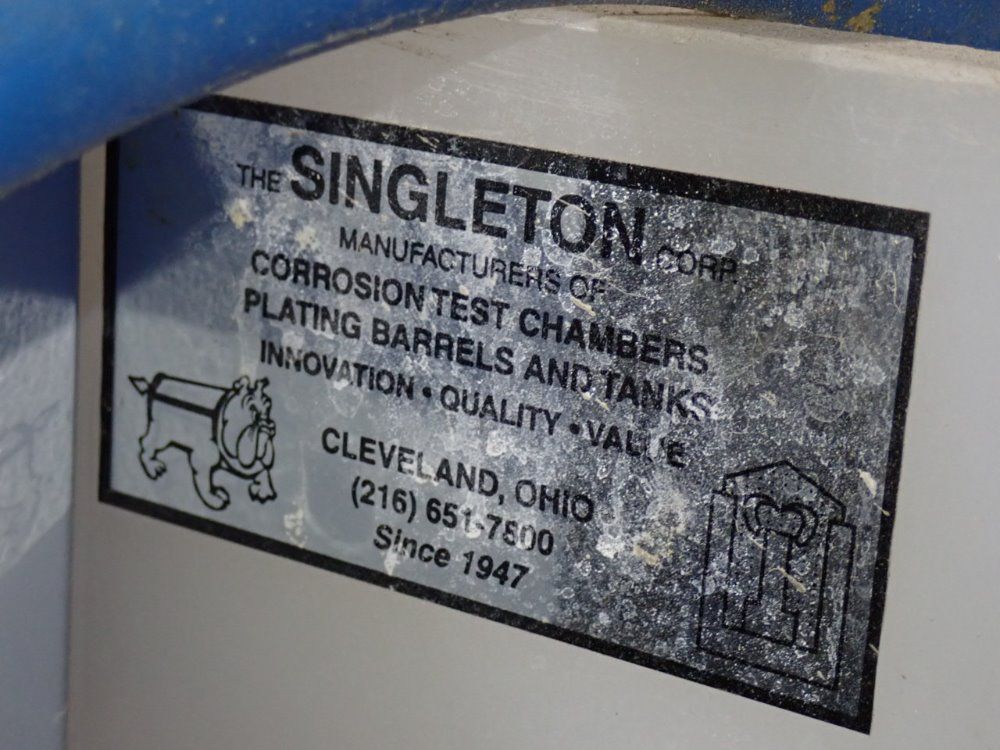 THE SINGLETON CORP.
MANUFACTURERS OF
CORROSION TEST CHAMBERS
PLATING BARRELS AND TANKS
INNOVATION • QUALITY • VALUE
CLEVELAND, OHIO
(216) 651-7800
Since 1947